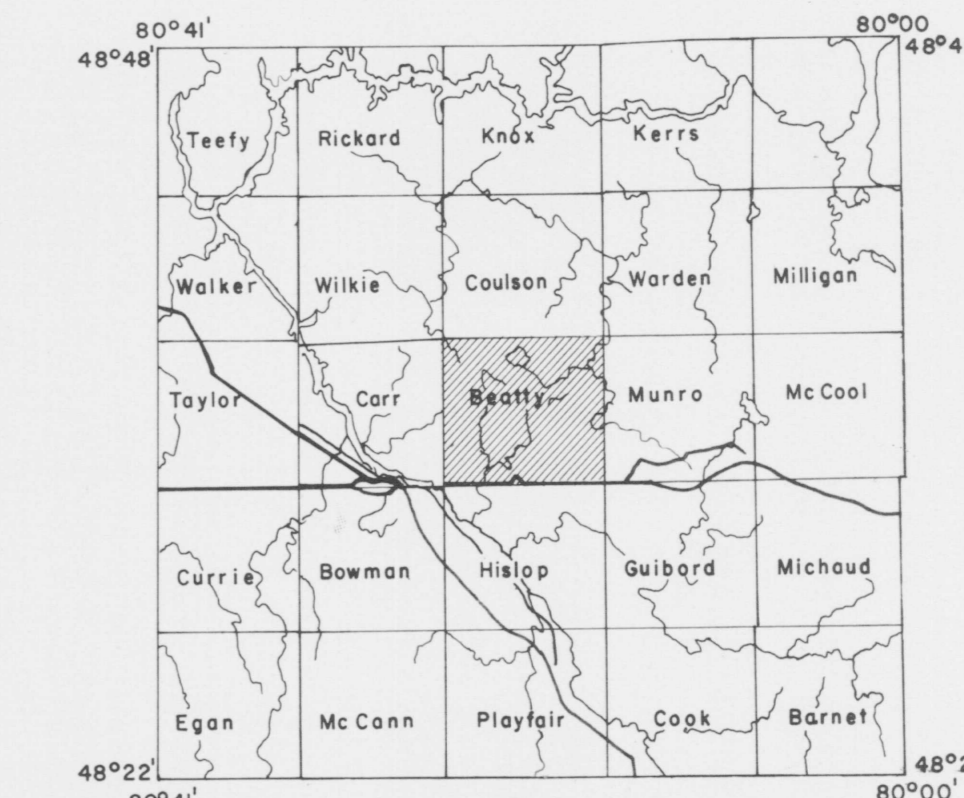 80°41' 80°00
48°48' 48°4
Teefy Rickard Knox Kerrs
Walker Wilkie Coulson Warden Milligan
Taylor Carr Beatty Munro Mc Cool
Currie Bowman Hislop Guibord Michaud
Egan Mc Cann Playfair Cook Barnet
48°22' 48°2
80°41' 80°00'